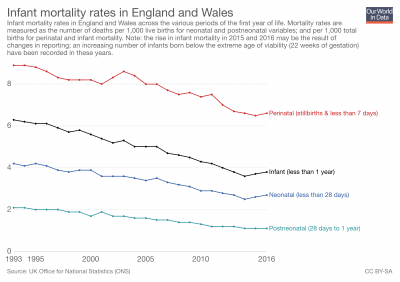 Infant mortality rates in England and Wales
Our World
in Data
Infant mortality rates in England and Wales across the various periods of the first year of life. Mortality rates are
measured as the number of deaths per 1,000 live births for neonatal and postneonatal variables; and per 1,000 total
births for perinatal and infant mortality. Note: the rise in infant mortality in 2015 and 2016 may be the result of
changes in reporting; an increasing number of infants born below the extreme age of viability (22 weeks of gestation)
have been recorded in these years.
8
6
4
2
0
Perinatal (stillbirths & less than 7 days)
Infant (less than 1 year)
Neonatal (less than 28 days)
Postneonatal (28 days to 1 year)
1993 1995 2000 2005 2010 2016
Source: UK Office for National Statistics (ONS)
CC BY-SA